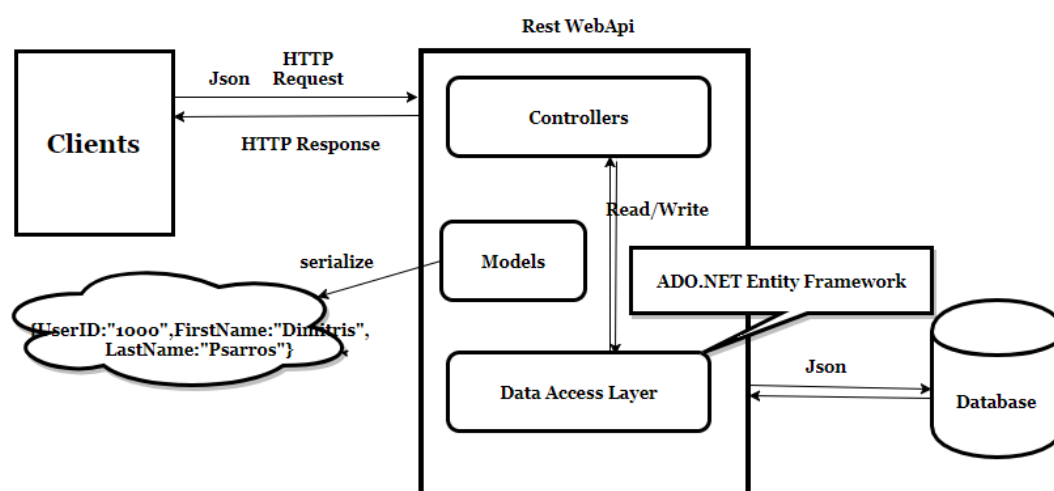 Rest WebApi
HTTP
Json Request
Clients
HTTP Response
Controllers
Read/Write
Models
serialize
ADO.NET Entity Framework
{UserID:"1000",FirstName:"Dimitris",
LastName:"Psarros"}
Data Access Layer
Json
Database